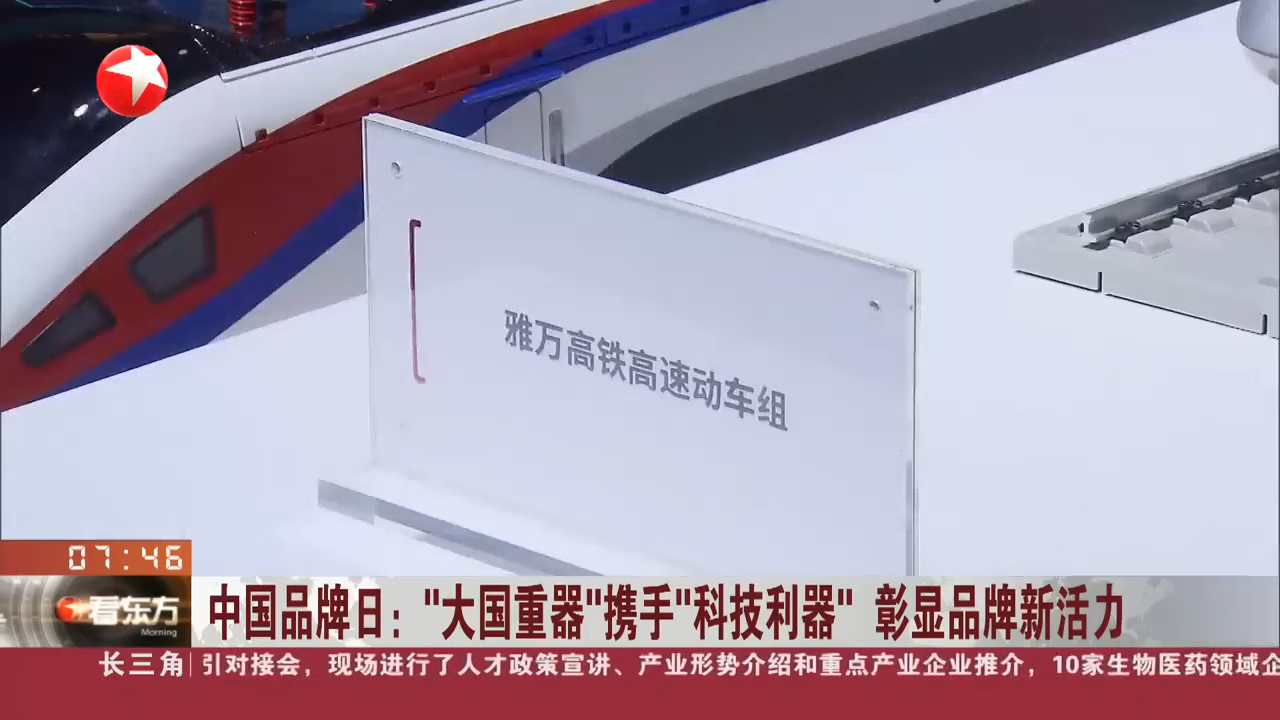 雅万高铁高速动车组
07:46
看东方
Morning
中国品牌日："大国重器"携手"科技利器" 彰显品牌新活力
长三角 引对接会，现场进行了人才政策宣讲、产业形势介绍和重点产业企业推介，10家生物医药领域企